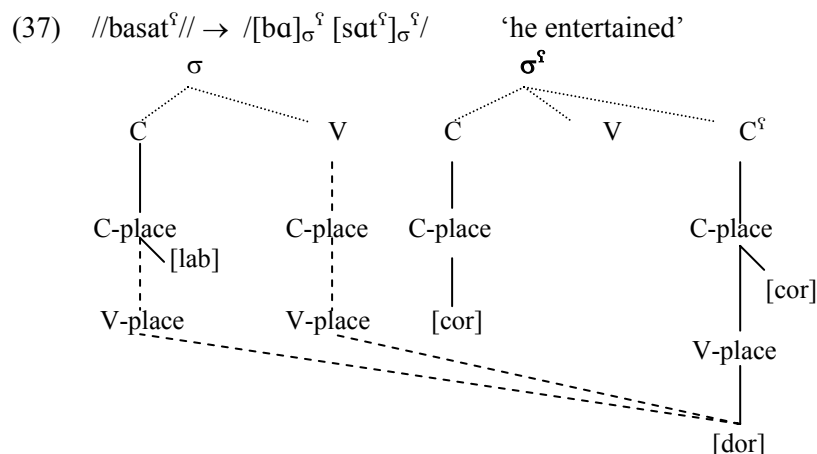 (37) //basatˤ// → /[bɑ]σˤ [sɑtˤ]σˤ/ 'he entertained'
σ σˤ
C V C V Cˤ
C-place C-place C-place C-place
[lab] [cor]
V-place V-place [cor]
V-place
[dor]